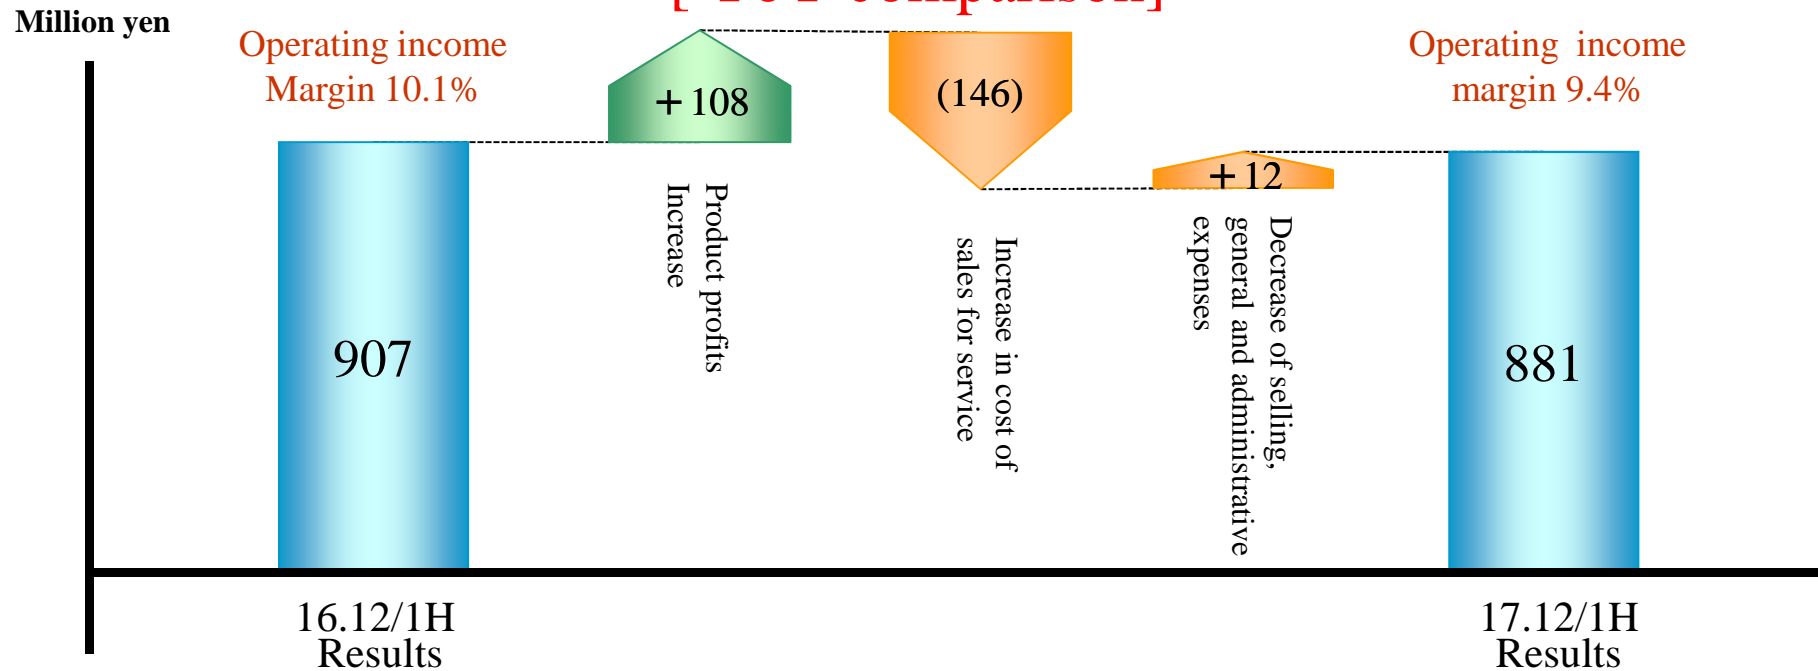 [ YoY comparison]
Million yen
Operating income
Margin 10.1%
+108
(146)
Operating income
margin 9.4%
+12
Product profits
Increase
Increase in cost of
sales for service
Decrease of selling,
general and administrative
expenses
907
881
16.12/1H
Results
17.12/1H
Results